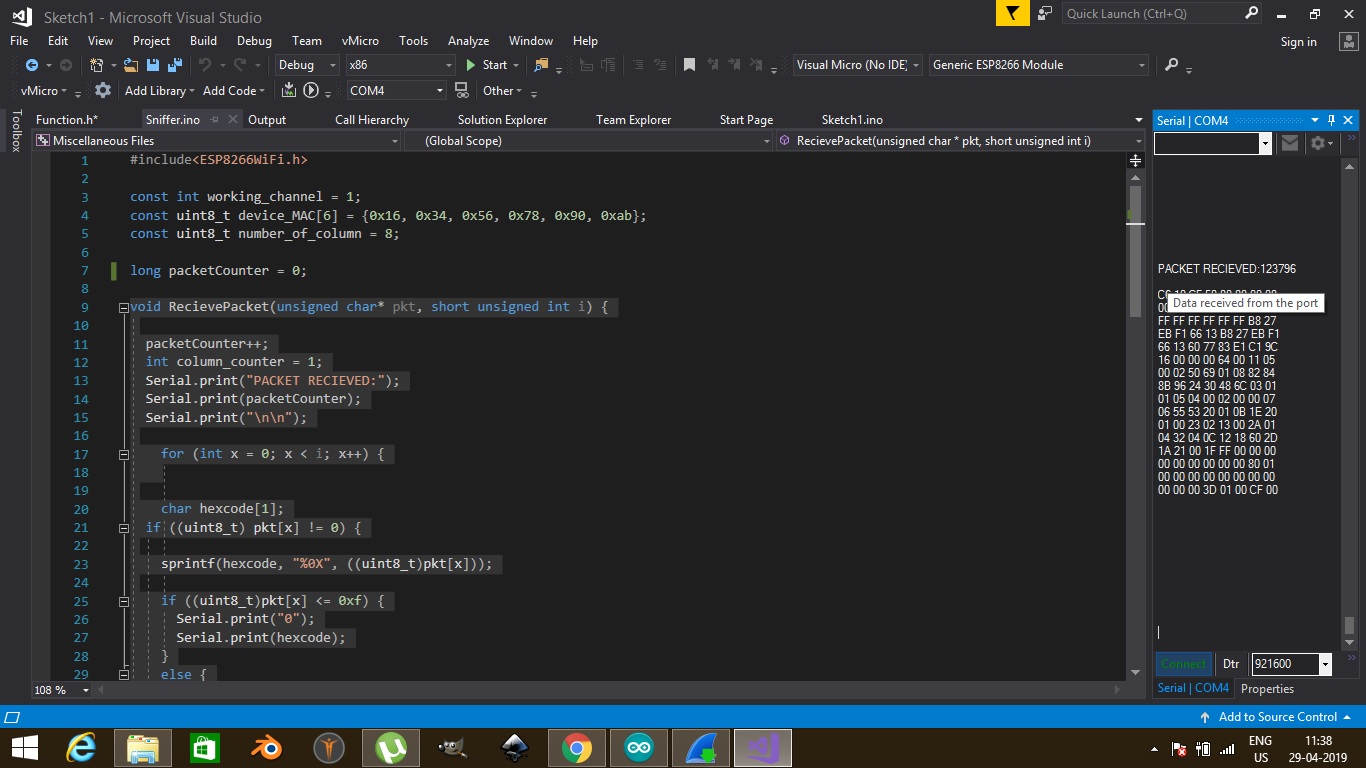 Sketch1 - Microsoft Visual Studio
Quick Launch (Ctrl+Q)
File Edit View Project Build Debug Team vMicro Tools Analyze Window Help
Sign in
Debug x86 Start Visual Micro (No IDE) Generic ESP8266 Module
vMicro Add Library Add Code COM4 Other
Toolbox
Function.h* Sniffer.ino Output Call Hierarchy Solution Explorer Team Explorer Start Page Sketch1.ino
Miscellaneous Files (Global Scope) RecievePacket(unsigned char * pkt, short unsigned int i)
1 #include<ESP8266WiFi.h>
2
3 const int working_channel = 1;
4 const uint8_t device_MAC[6] = {0x16, 0x34, 0x56, 0x78, 0x90, 0xab};
5 const uint8_t number_of_column = 8;
6
7 long packetCounter = 0;
8
9 void RecievePacket(unsigned char* pkt, short unsigned int i) {
10
11 packetCounter++;
12 int column_counter = 1;
13 Serial.print("PACKET RECIEVED:");
14 Serial.print(packetCounter);
15 Serial.print("\n\n");
16
17 for (int x = 0; x < i; x++) {
18
19
20 char hexcode[1];
21 if ((uint8_t) pkt[x] != 0) {
22
23 sprintf(hexcode, "%0X", ((uint8_t)pkt[x]));
24
25 if ((uint8_t)pkt[x] <= 0xf) {
26 Serial.print("0");
27 Serial.print(hexcode);
28 }
29 else {
108 %
Serial | COM4
PACKET RECIEVED:123796
Data received from the port
FF FF FF FF FF FF B8 27
EB F1 66 13 B8 27 EB F1
66 13 60 77 83 E1 C1 9C
16 00 00 00 64 00 11 05
00 02 50 69 01 08 82 84
8B 96 24 30 48 6C 03 01
01 05 04 00 02 00 00 07
06 55 53 20 01 0B 1E 20
01 00 23 02 13 00 2A 01
04 32 04 0C 12 18 60 2D
1A 21 00 1F FF 00 00 00
00 00 00 00 00 00 80 01
00 00 00 00 00 00 00 00
00 00 00 3D 01 00 CF 00
Connect Dtr 921600
Serial | COM4 Properties
Add to Source Control
ENG
US
11:38
29-04-2019